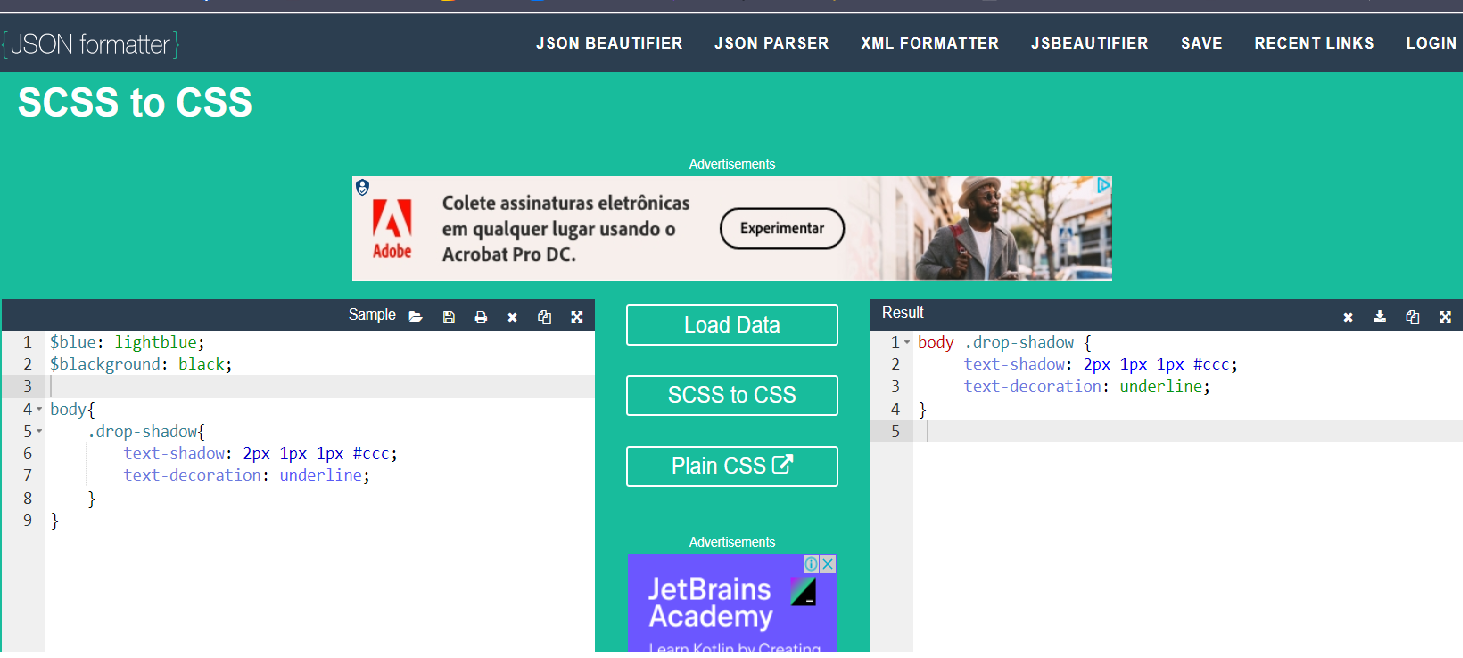 {JSON formatter}
JSON BEAUTIFIER JSON PARSER XML FORMATTER JSBEAUTIFIER SAVE RECENT LINKS LOGIN
SCSS to CSS
Advertisements
Adobe
Colete assinaturas eletrônicas
em qualquer lugar usando o
Acrobat Pro DC.
Experimentar
Sample
1 $blue: lightblue;
2 $blackground: black;
3
4 body{
5 .drop-shadow{
6 text-shadow: 2px 1px 1px #ccc;
7 text-decoration: underline;
8 }
9 }
Load Data
SCSS to CSS
Plain CSS
Advertisements
JetBrains
Academy
Learn Kotlin by Creating
Result
1 body .drop-shadow {
2 text-shadow: 2px 1px 1px #ccc;
3 text-decoration: underline;
4 }
5